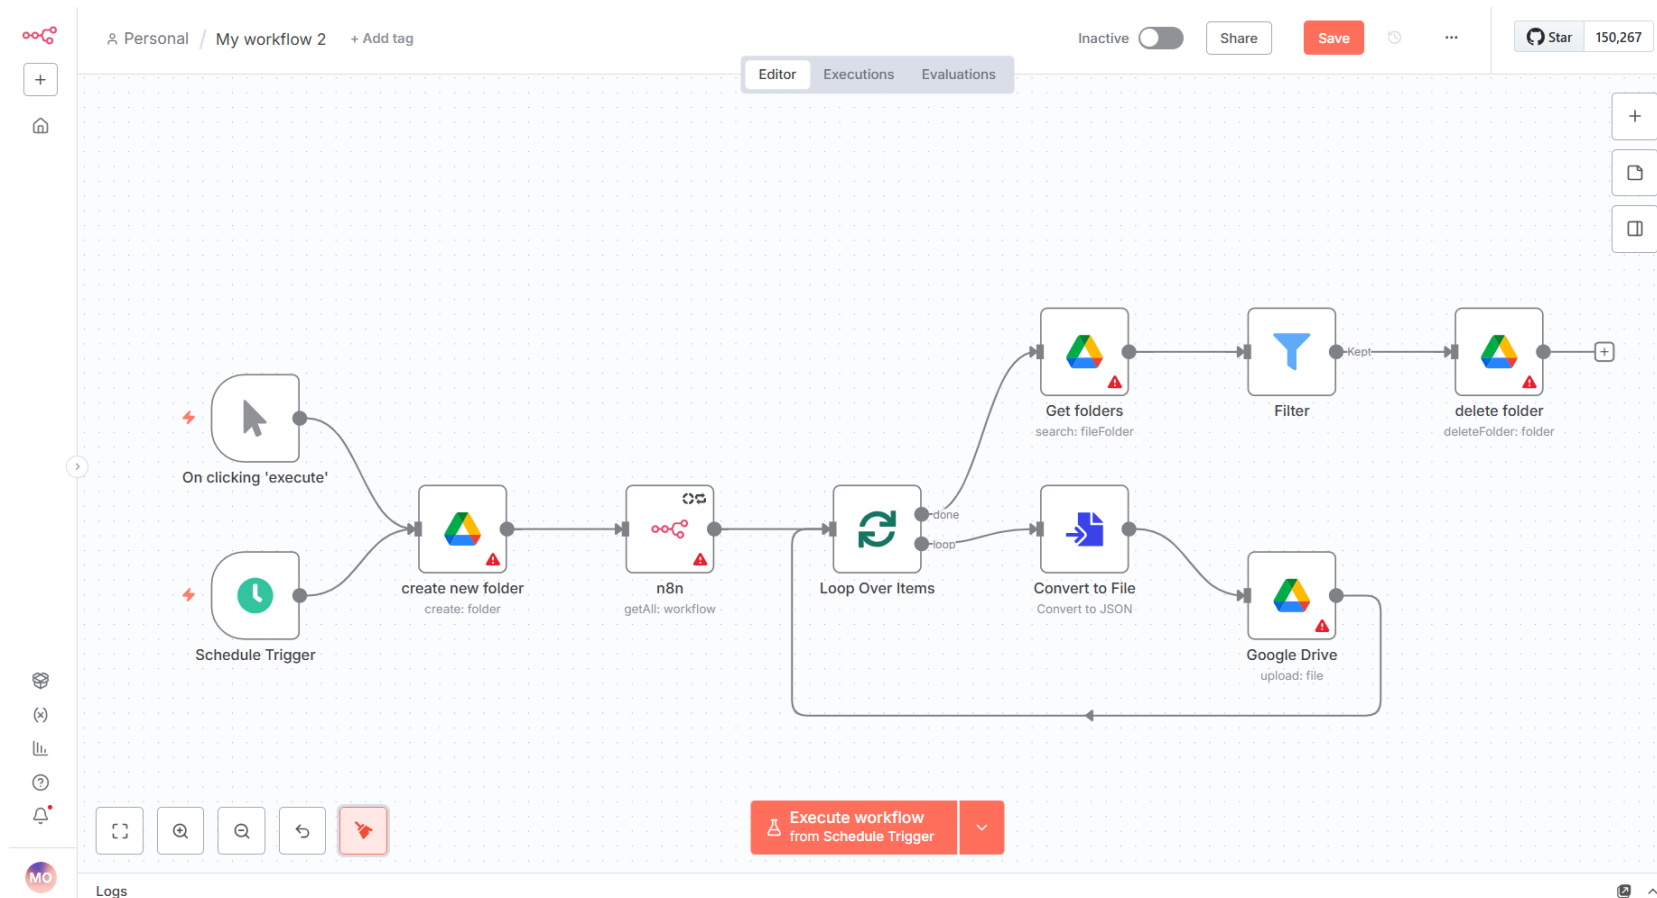 Personal / My workflow 2 + Add tag
Inactive
Share
Save
Star 150,267
Editor Executions Evaluations
On clicking 'execute'
Schedule Trigger
create new folder
create: folder
n8n
getAll: workflow
Loop Over Items
done
loop
Get folders
search: fileFolder
Filter
Kept
delete folder
deleteFolder: folder
Convert to File
Convert to JSON
Google Drive
upload: file
Execute workflow
from Schedule Trigger
MO
Logs